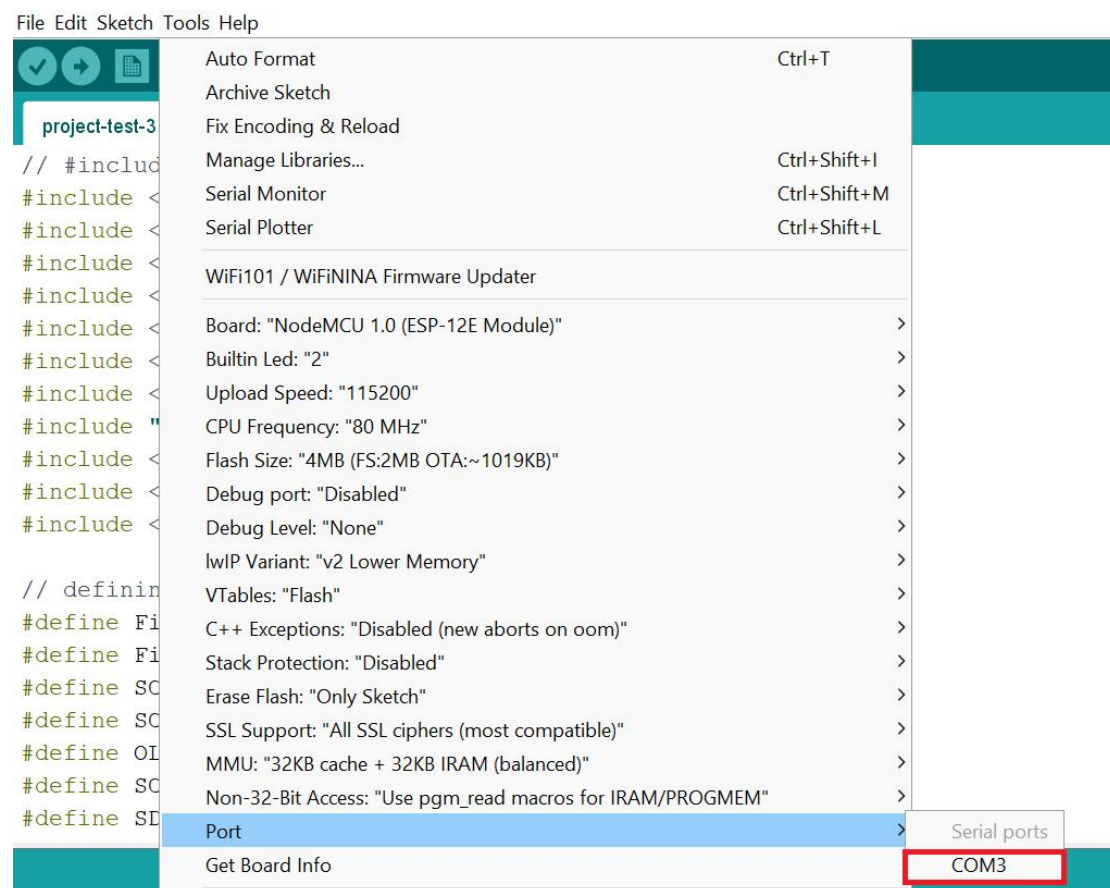 File Edit Sketch Tools Help
Auto Format Ctrl+T
Archive Sketch
project-test-3
Fix Encoding & Reload
// #includ
Manage Libraries... Ctrl+Shift+I
#include <
Serial Monitor Ctrl+Shift+M
#include <
Serial Plotter Ctrl+Shift+L
#include <
WiFi101 / WiFiNINA Firmware Updater
#include <
#include <
Board: "NodeMCU 1.0 (ESP-12E Module)"
#include <
Builtin Led: "2"
#include <
Upload Speed: "115200"
#include "
CPU Frequency: "80 MHz"
#include <
Flash Size: "4MB (FS:2MB OTA:~1019KB)"
#include <
Debug port: "Disabled"
#include <
Debug Level: "None"
lwIP Variant: "v2 Lower Memory"
// definin
VTables: "Flash"
#define Fi
C++ Exceptions: "Disabled (new aborts on oom)"
#define Fi
Stack Protection: "Disabled"
#define SC
Erase Flash: "Only Sketch"
#define SC
SSL Support: "All SSL ciphers (most compatible)"
#define OL
MMU: "32KB cache + 32KB IRAM (balanced)"
#define SC
Non-32-Bit Access: "Use pgm_read macros for IRAM/PROGMEM"
#define SD
Port
Serial ports
Get Board Info
COM3